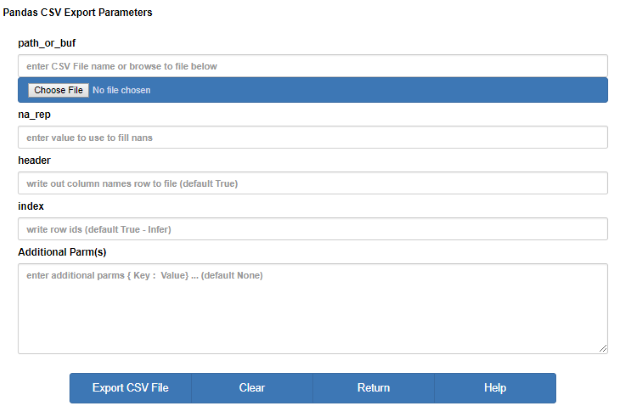 Pandas CSV Export Parameters
path_or_buf
enter CSV File name or browse to file below
Choose File No file chosen
na_rep
enter value to use to fill nans
header
write out column names row to file (default True)
index
write row ids (default True - Infer)
Additional Parm(s)
enter additional parms { Key : Value} ... (default None)
Export CSV File Clear Return Help